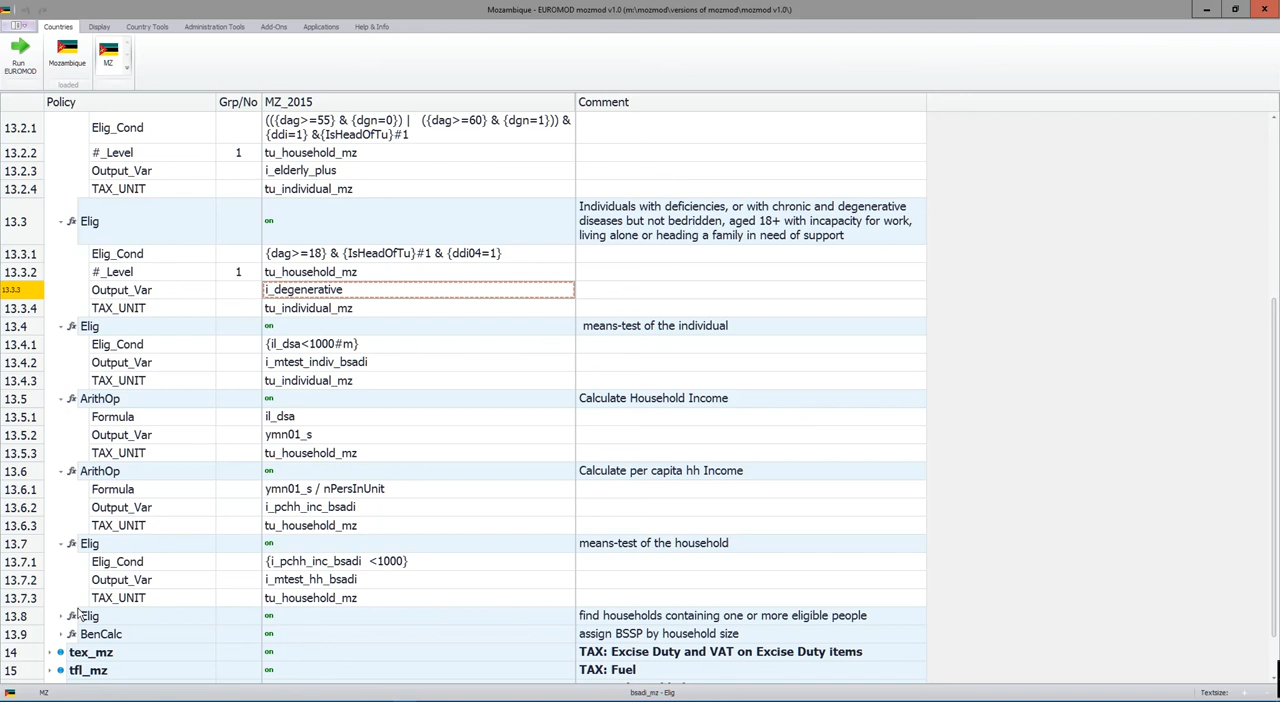 Mozambique - EUROMOD mozmod v1.0 (m:\mozmod\versions of mozmod\mozmod v1.0\)
Countries Display Country Tools Administration Tools Add-Ons Applications Help & Info
Run EUROMOD
Mozambique
MZ
loaded
Policy Grp/No MZ_2015 Comment
(({dag>=55} & {dgn=0}) | ({dag>=60} & {dgn=1})) &
13.2.1 Elig_Cond {ddi=1} &{IsHeadOfTu}#1
13.2.2 #_Level 1 tu_household_mz
13.2.3 Output_Var i_elderly_plus
13.2.4 TAX_UNIT tu_individual_mz
Individuals with deficiencies, or with chronic and degenerative
13.3 fx Elig on diseases but not bedridden, aged 18+ with incapacity for work,
living alone or heading a family in need of support
13.3.1 Elig_Cond {dag>=18} & {IsHeadOfTu}#1 & {ddi04=1}
13.3.2 #_Level 1 tu_household_mz
13.3.3 Output_Var i_degenerative
13.3.4 TAX_UNIT tu_individual_mz
13.4 fx Elig on means-test of the individual
13.4.1 Elig_Cond {il_dsa<1000#m}
13.4.2 Output_Var i_mtest_indiv_bsadi
13.4.3 TAX_UNIT tu_individual_mz
13.5 fx ArithOp on Calculate Household Income
13.5.1 Formula il_dsa
13.5.2 Output_Var ymn01_s
13.5.3 TAX_UNIT tu_household_mz
13.6 fx ArithOp on Calculate per capita hh Income
13.6.1 Formula ymn01_s / nPersInUnit
13.6.2 Output_Var i_pchh_inc_bsadi
13.6.3 TAX_UNIT tu_household_mz
13.7 fx Elig on means-test of the household
13.7.1 Elig_Cond {i_pchh_inc_bsadi <1000}
13.7.2 Output_Var i_mtest_hh_bsadi
13.7.3 TAX_UNIT tu_household_mz
13.8 fx Elig on find households containing one or more eligible people
13.9 fx BenCalc on assign BSSP by household size
14 tex_mz on TAX: Excise Duty and VAT on Excise Duty items
15 tfl_mz on TAX: Fuel
MZ bsadi_mz - Elig Textsize: